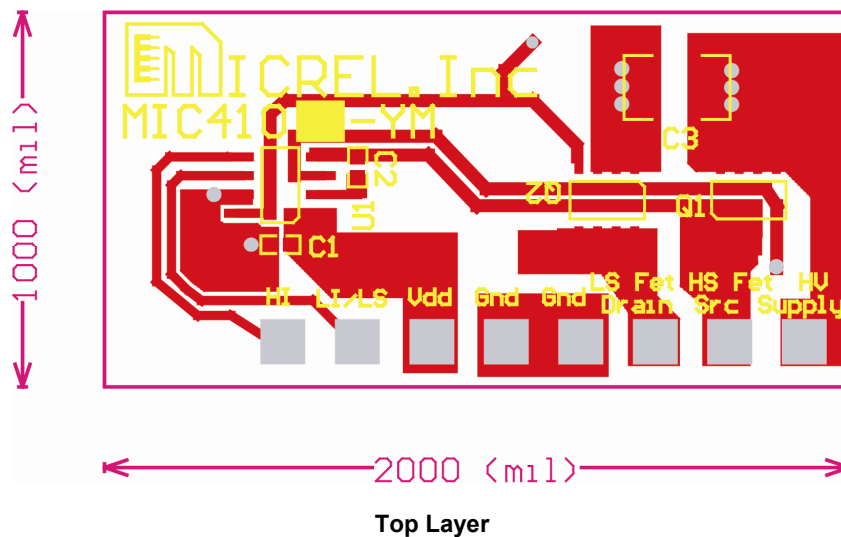 MICREL.Inc
MIC410 -YM
C3
C2
U1
Q2
Q1
C1
HI LI/LS Vdd Gnd Gnd LS Fet Drain HS Fet Src HV Supply
1000 (mil)
2000 (mil)
Top Layer